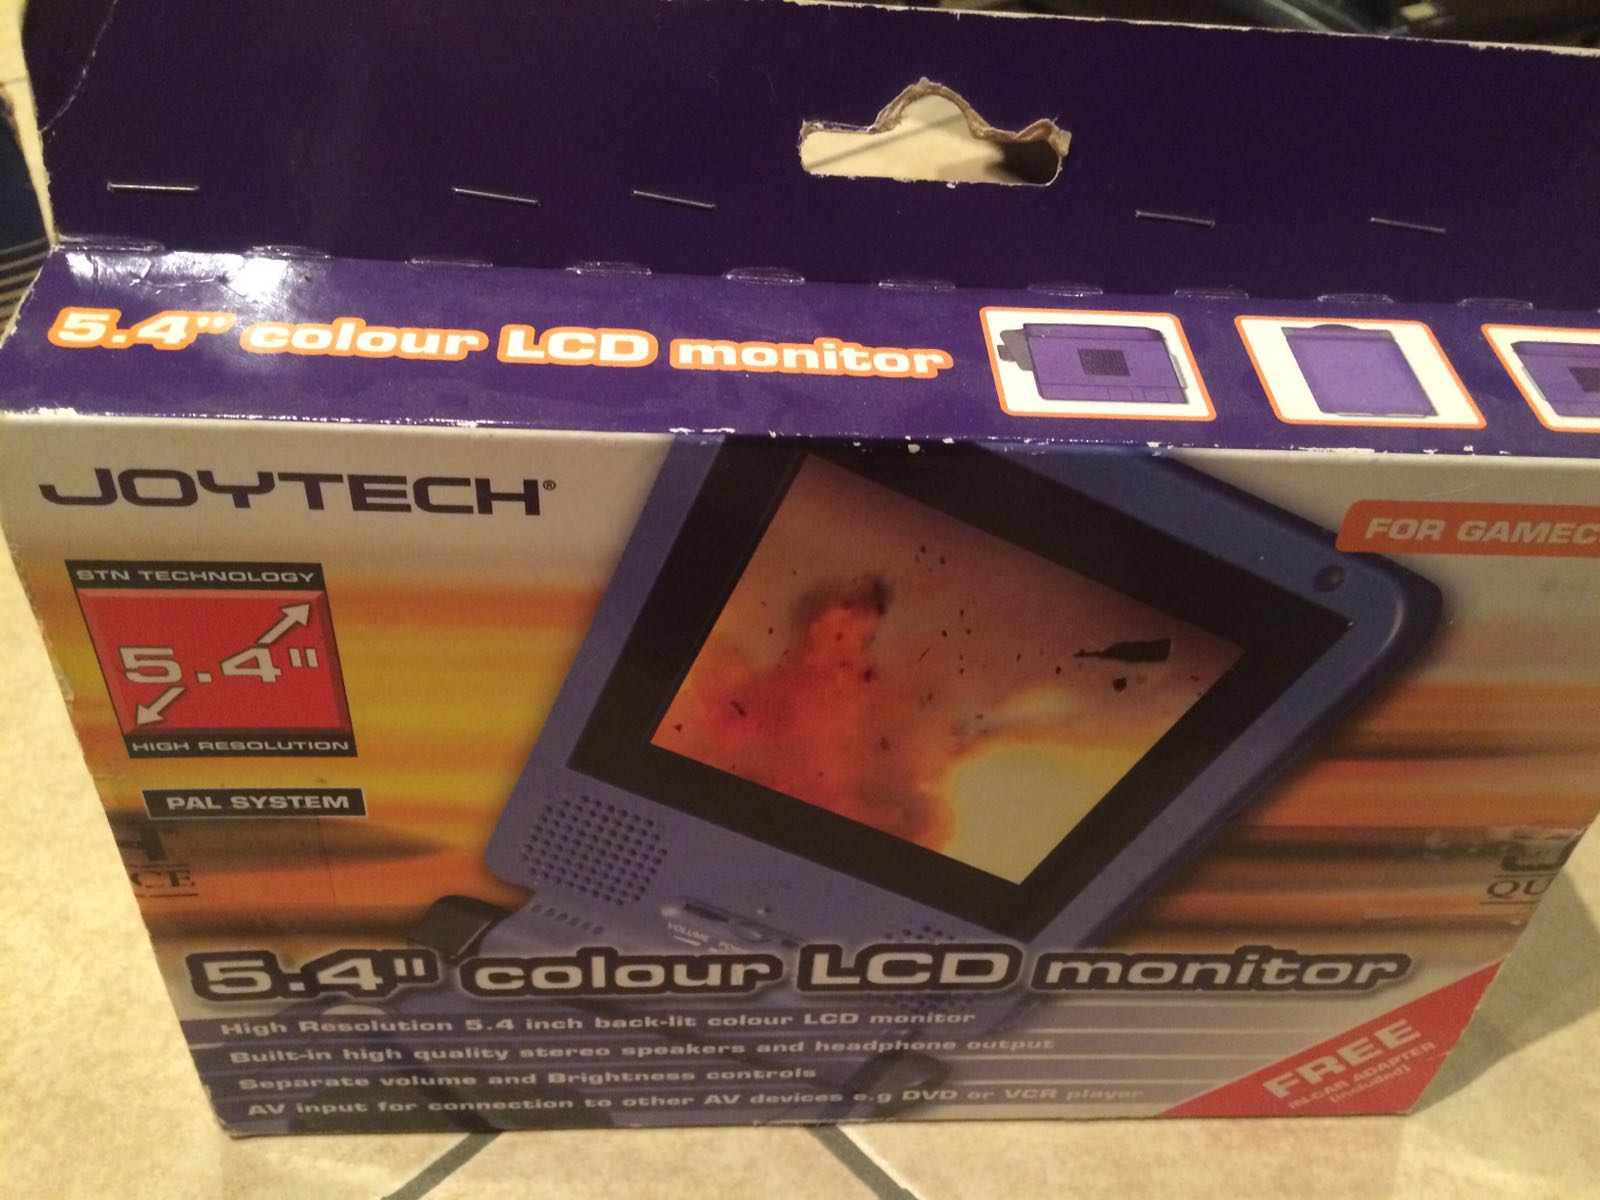 5.4" colour LCD monitor
JOYTECH®
FOR GAMEC
STN TECHNOLOGY
5.4"
HIGH RESOLUTION
PAL SYSTEM
CE
QU
VOLUME
5.4" colour LCD monitor
High Resolution 5.4 inch back-lit colour LCD monitor
Built-in high quality stereo speakers and headphone output
Separate volume and Brightness controls
AV input for connection to other AV devices e.g DVD or VCR player
FREE
IN-CAR ADAPTER
(included)